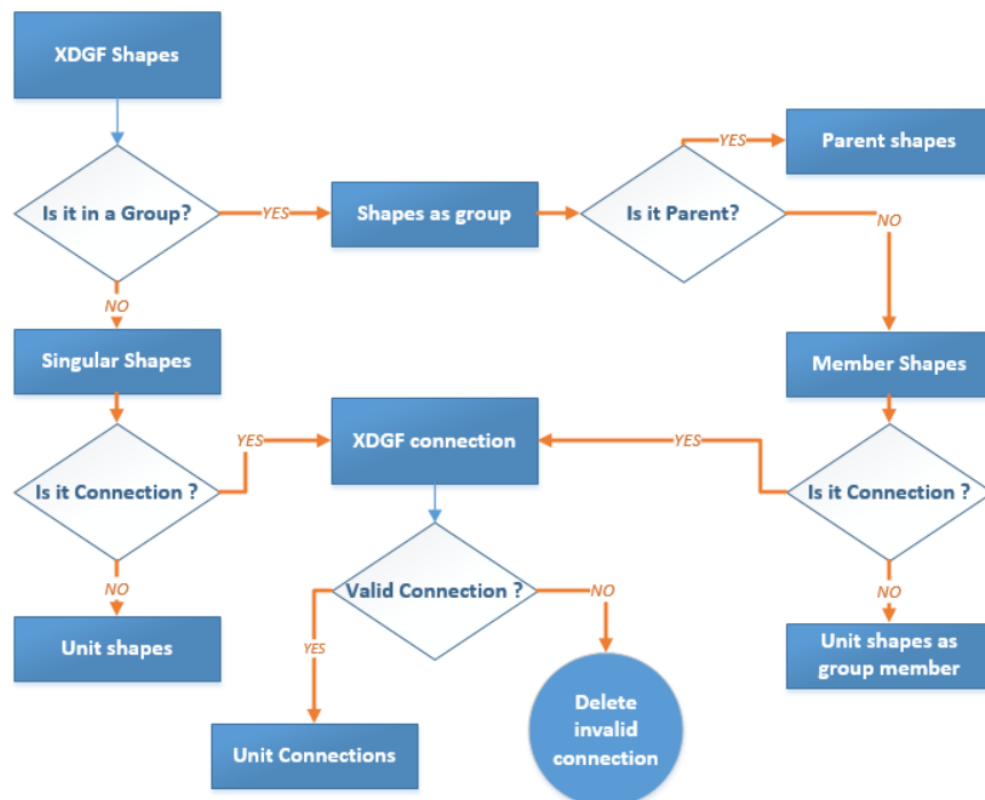 XDGF Shapes
YES
Parent shapes
Is it in a Group?
YES
Shapes as group
Is it Parent?
NO
NO
Singular Shapes
Member Shapes
YES
XDGF connection
YES
Is it Connection ?
Is it Connection ?
NO
Valid Connection ?
NO
NO
Unit shapes
YES
Unit shapes as
group member
Delete
invalid
connection
Unit Connections